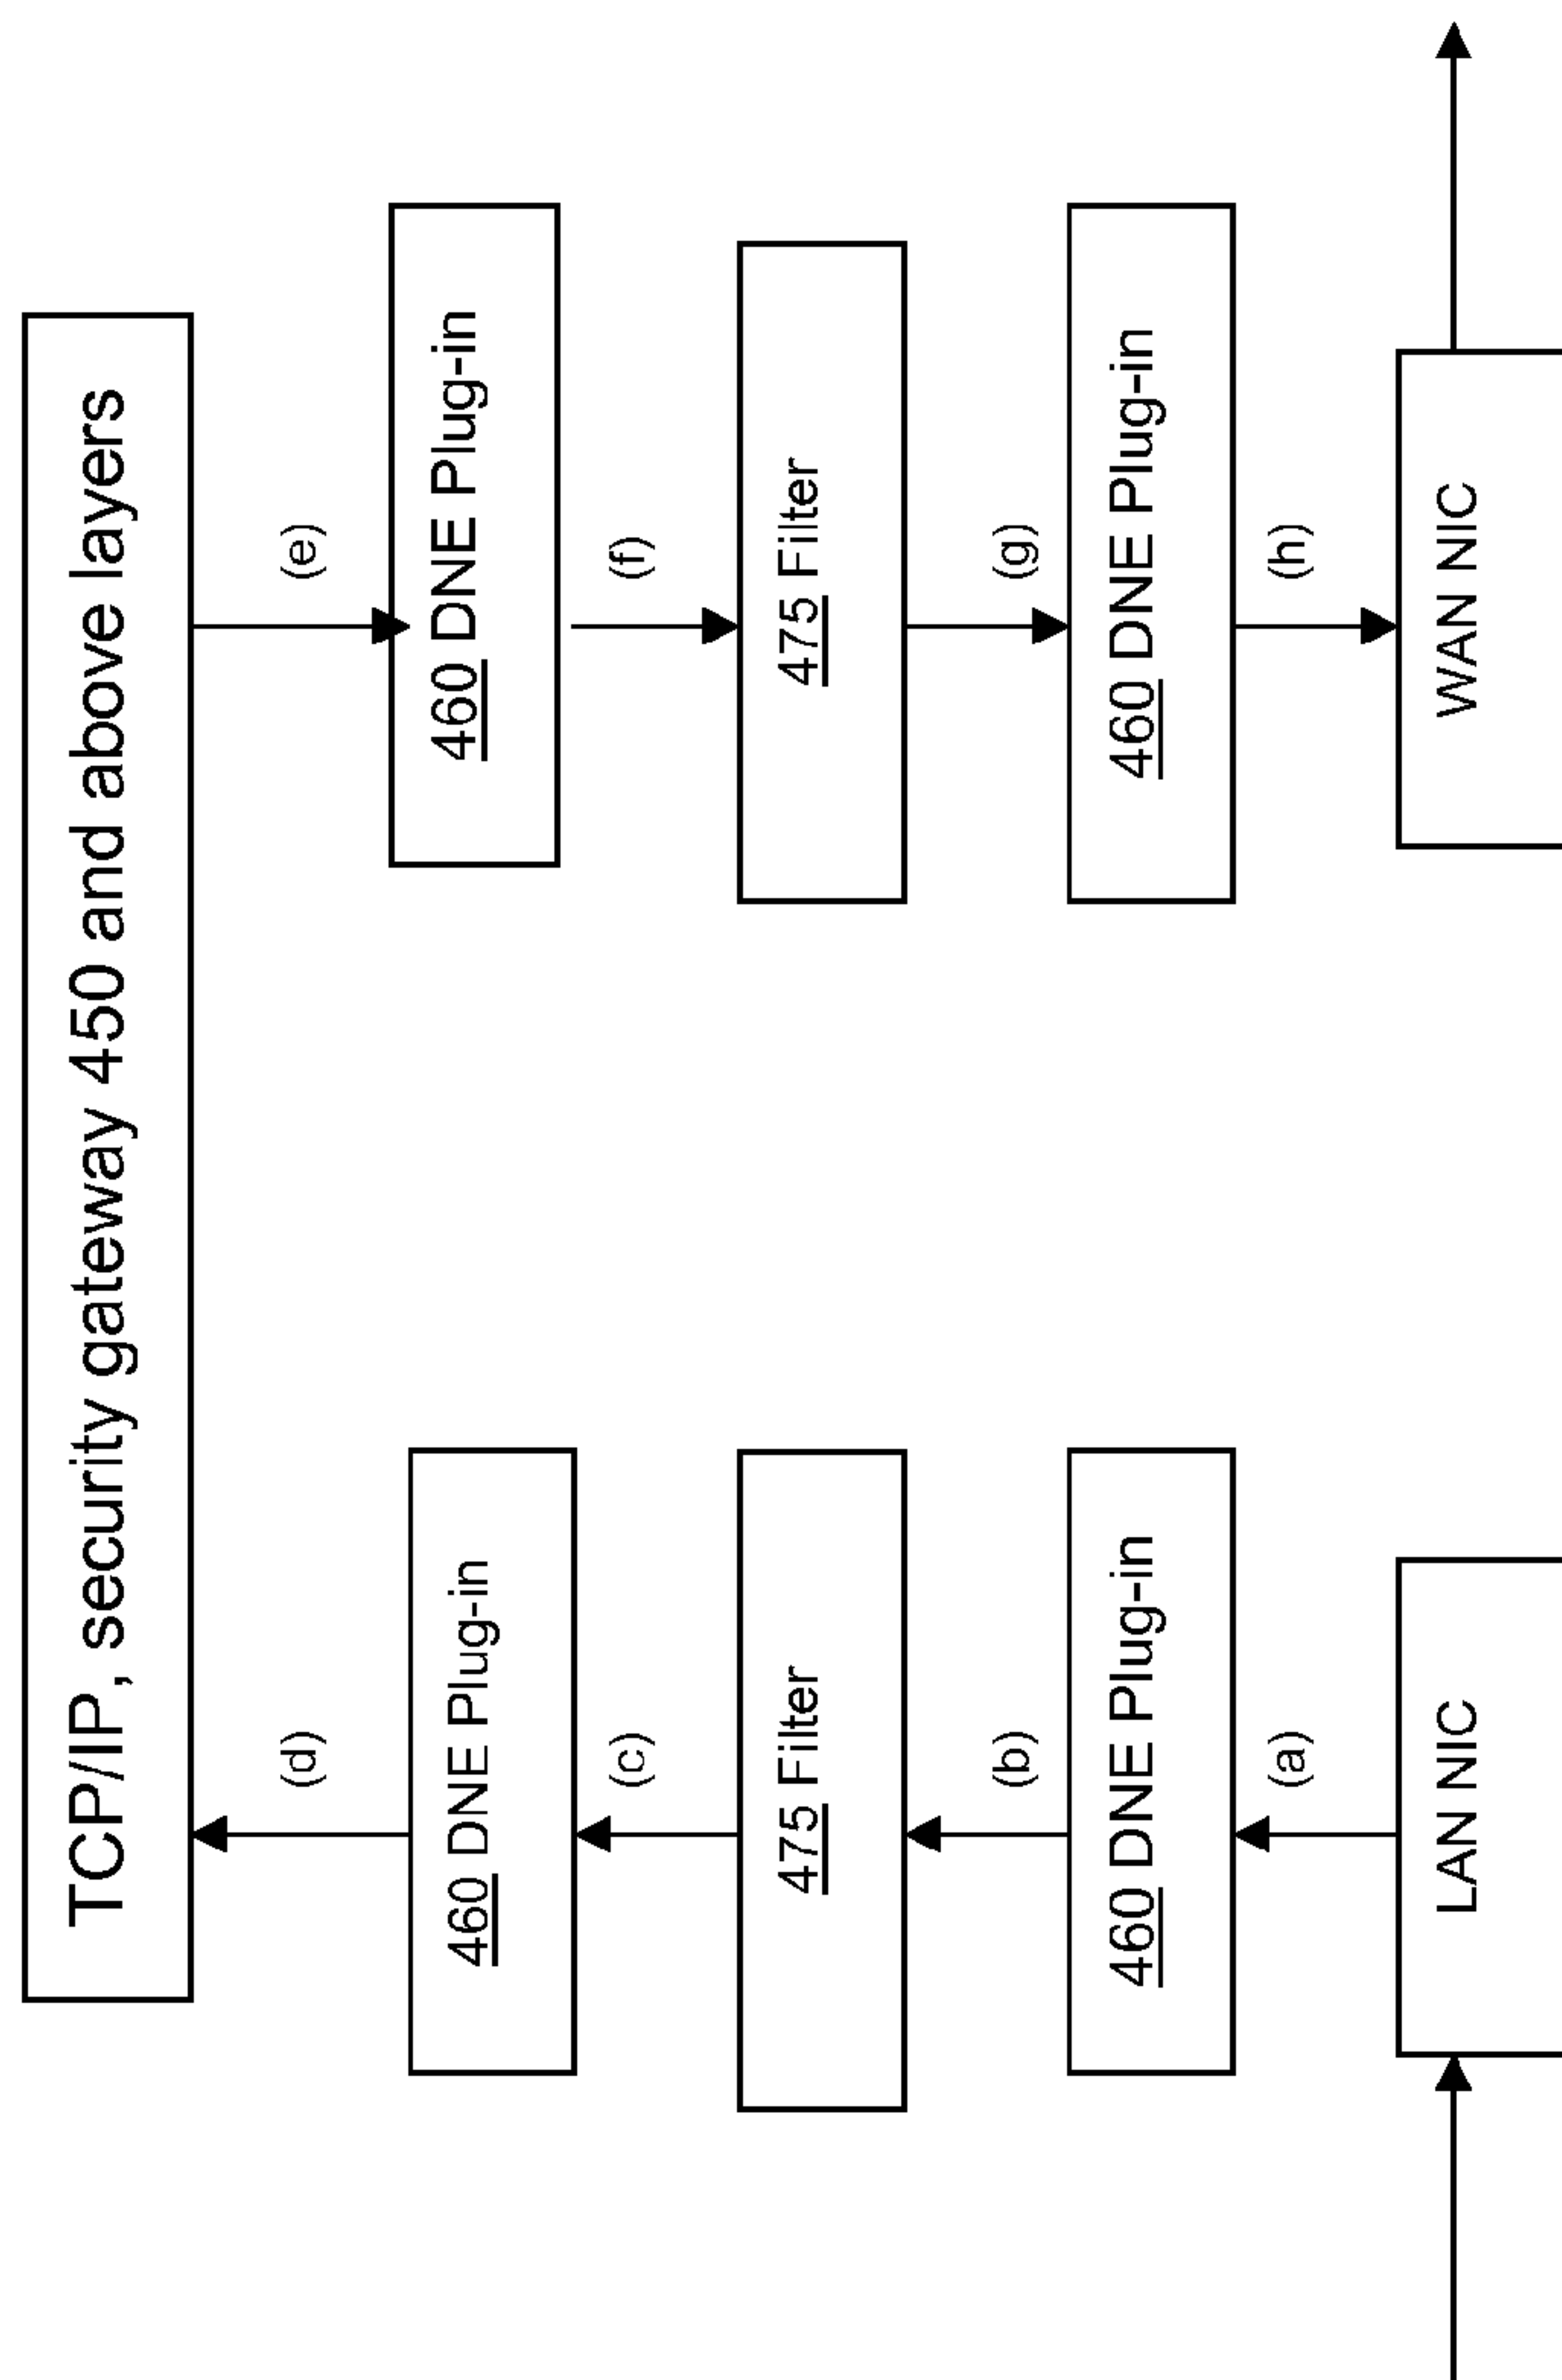 TCP/IP, security gateway 450 and above layers
(d)
(e)
460 DNE Plug-in
460 DNE Plug-in
(c)
(f)
475 Filter
475 Filter
(b)
(g)
460 DNE Plug-in
460 DNE Plug-in
(a)
(h)
LAN NIC
WAN NIC